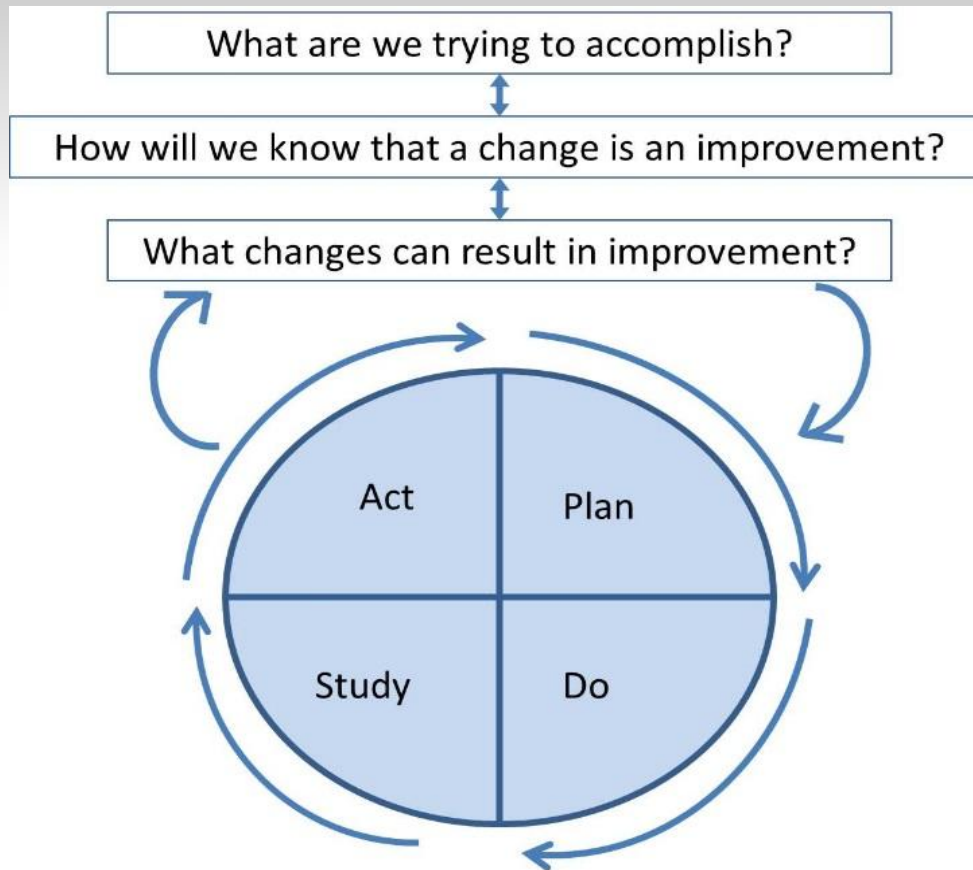 What are we trying to accomplish?
How will we know that a change is an improvement?
What changes can result in improvement?
Act
Plan
Study
Do